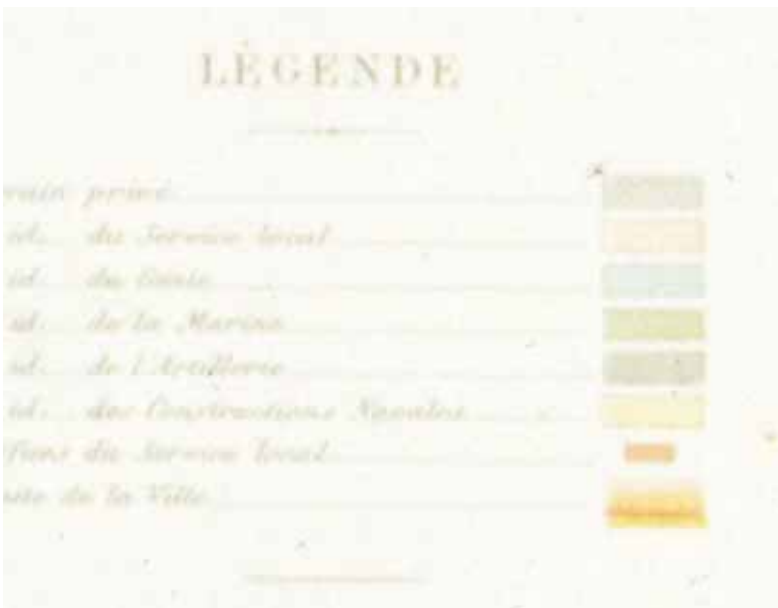 LÉGENDE
rain privé
id. du Service local
id. du Génie
id. de la Marine
id. de l'Artillerie
id. des Constructions Navales
du Service local
de la Ville